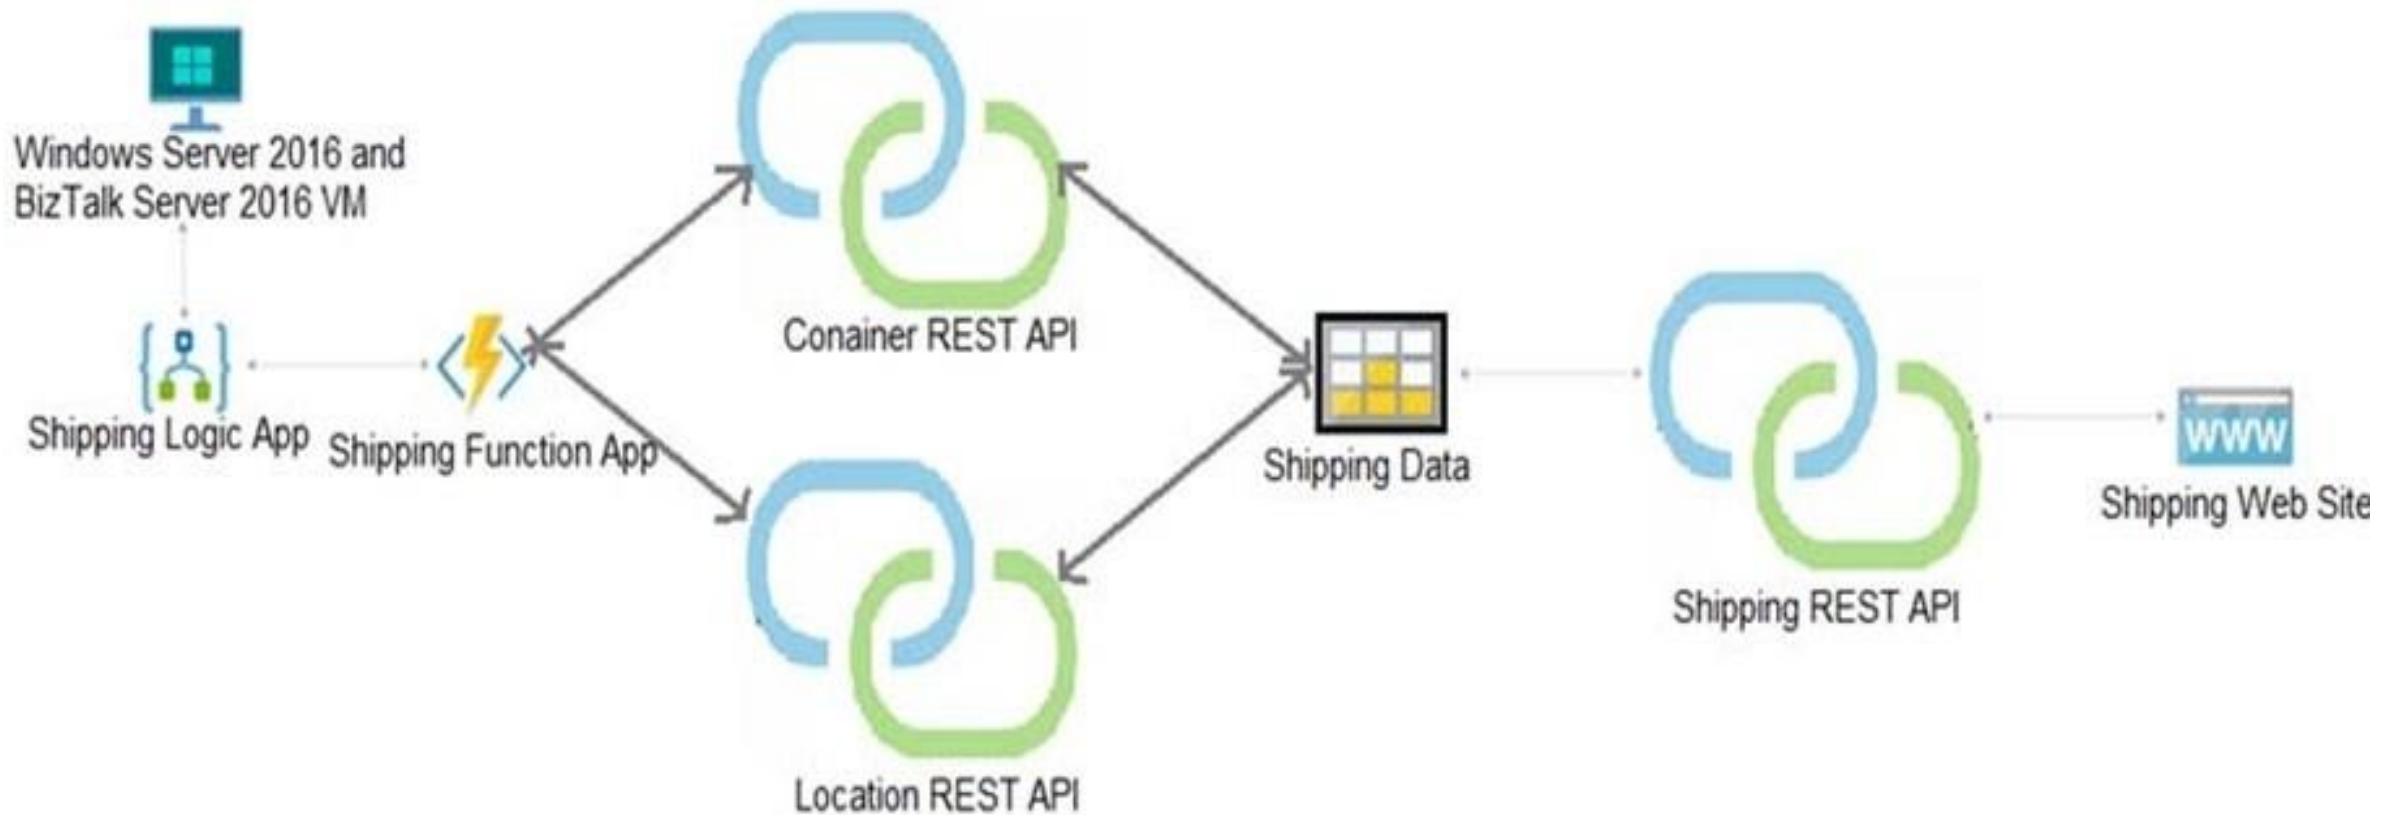 Windows Server 2016 and
BizTalk Server 2016 VM
Shipping Logic App
Shipping Function App
Conainer REST API
Location REST API
Shipping Data
Shipping REST API
WWW
Shipping Web Site